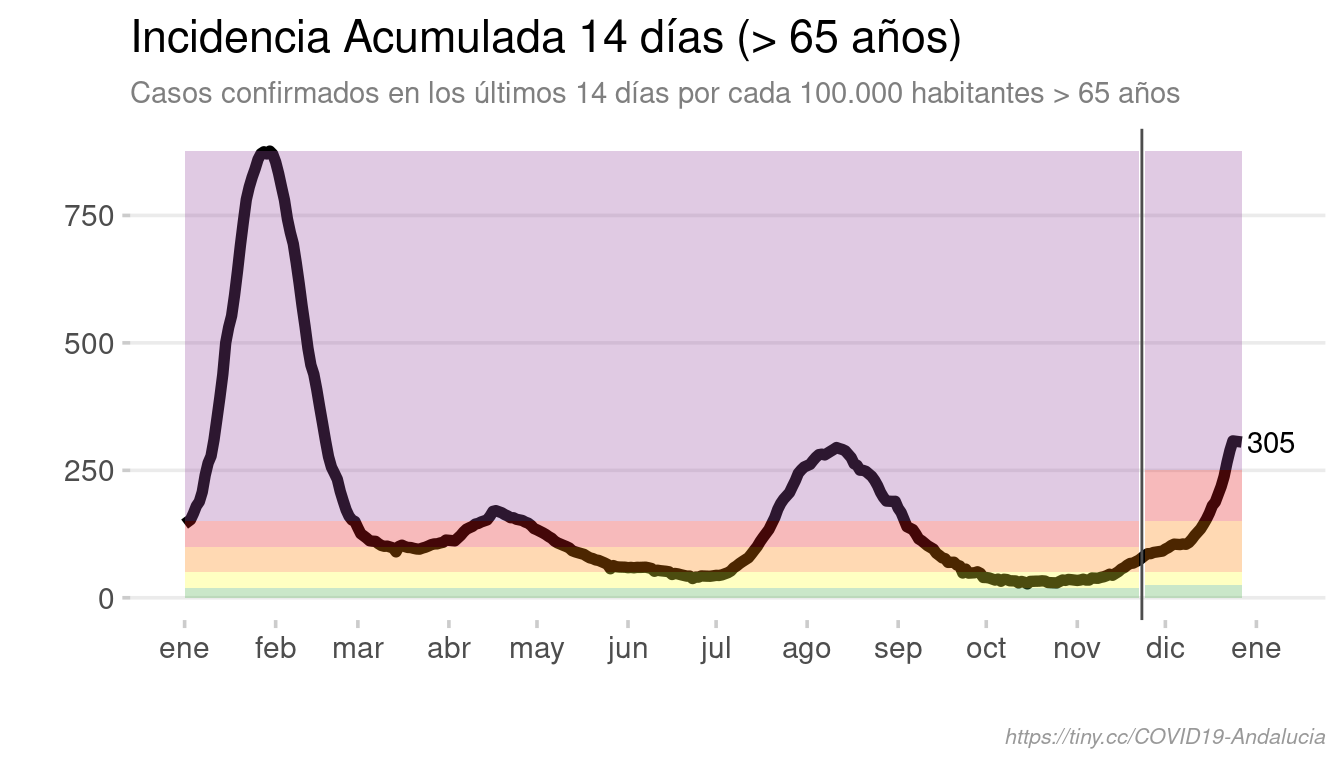 Incidencia Acumulada 14 días (> 65 años)
Casos confirmados en los últimos 14 días por cada 100.000 habitantes > 65 años
750
500
250
0
305
ene feb mar abr may jun jul ago sep oct nov dic ene
https://tiny.cc/COVID19-Andalucia